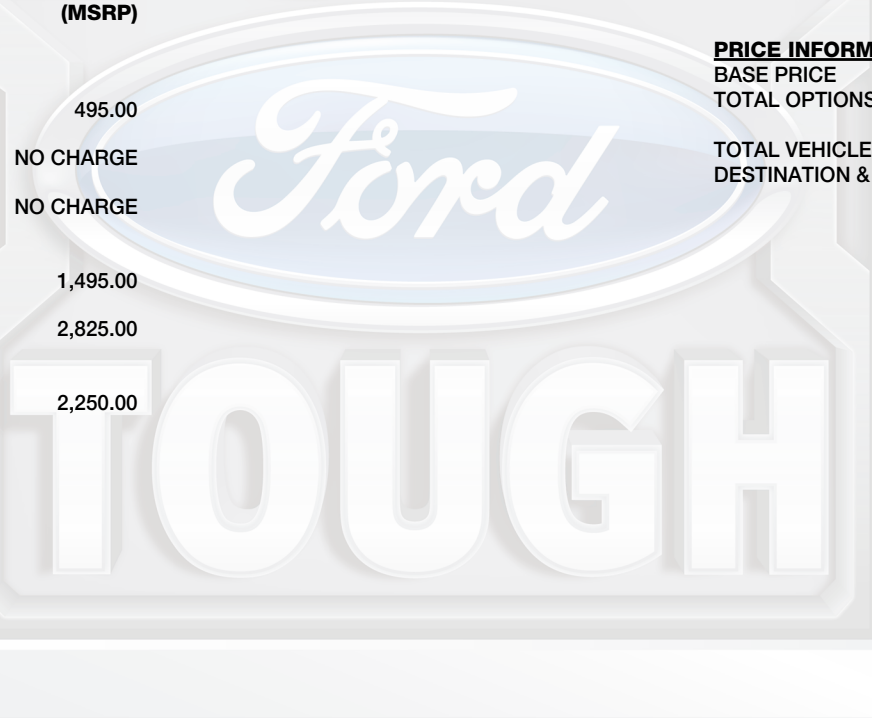 (MSRP)
495.00
NO CHARGE
NO CHARGE
1,495.00
2,825.00
2,250.00
PRICE INFORM
BASE PRICE
TOTAL OPTIONS
TOTAL VEHICLE
DESTINATION &
Ford
TOUGH